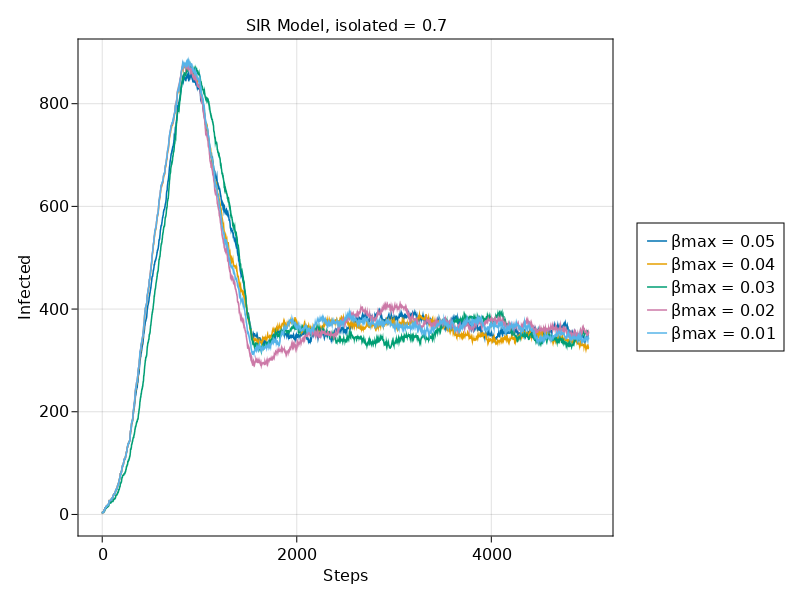 SIR Model, isolated = 0.7
Infected
800
600
400
200
0
0
2000
4000
Steps
βmax = 0.05
βmax = 0.04
βmax = 0.03
βmax = 0.02
βmax = 0.01